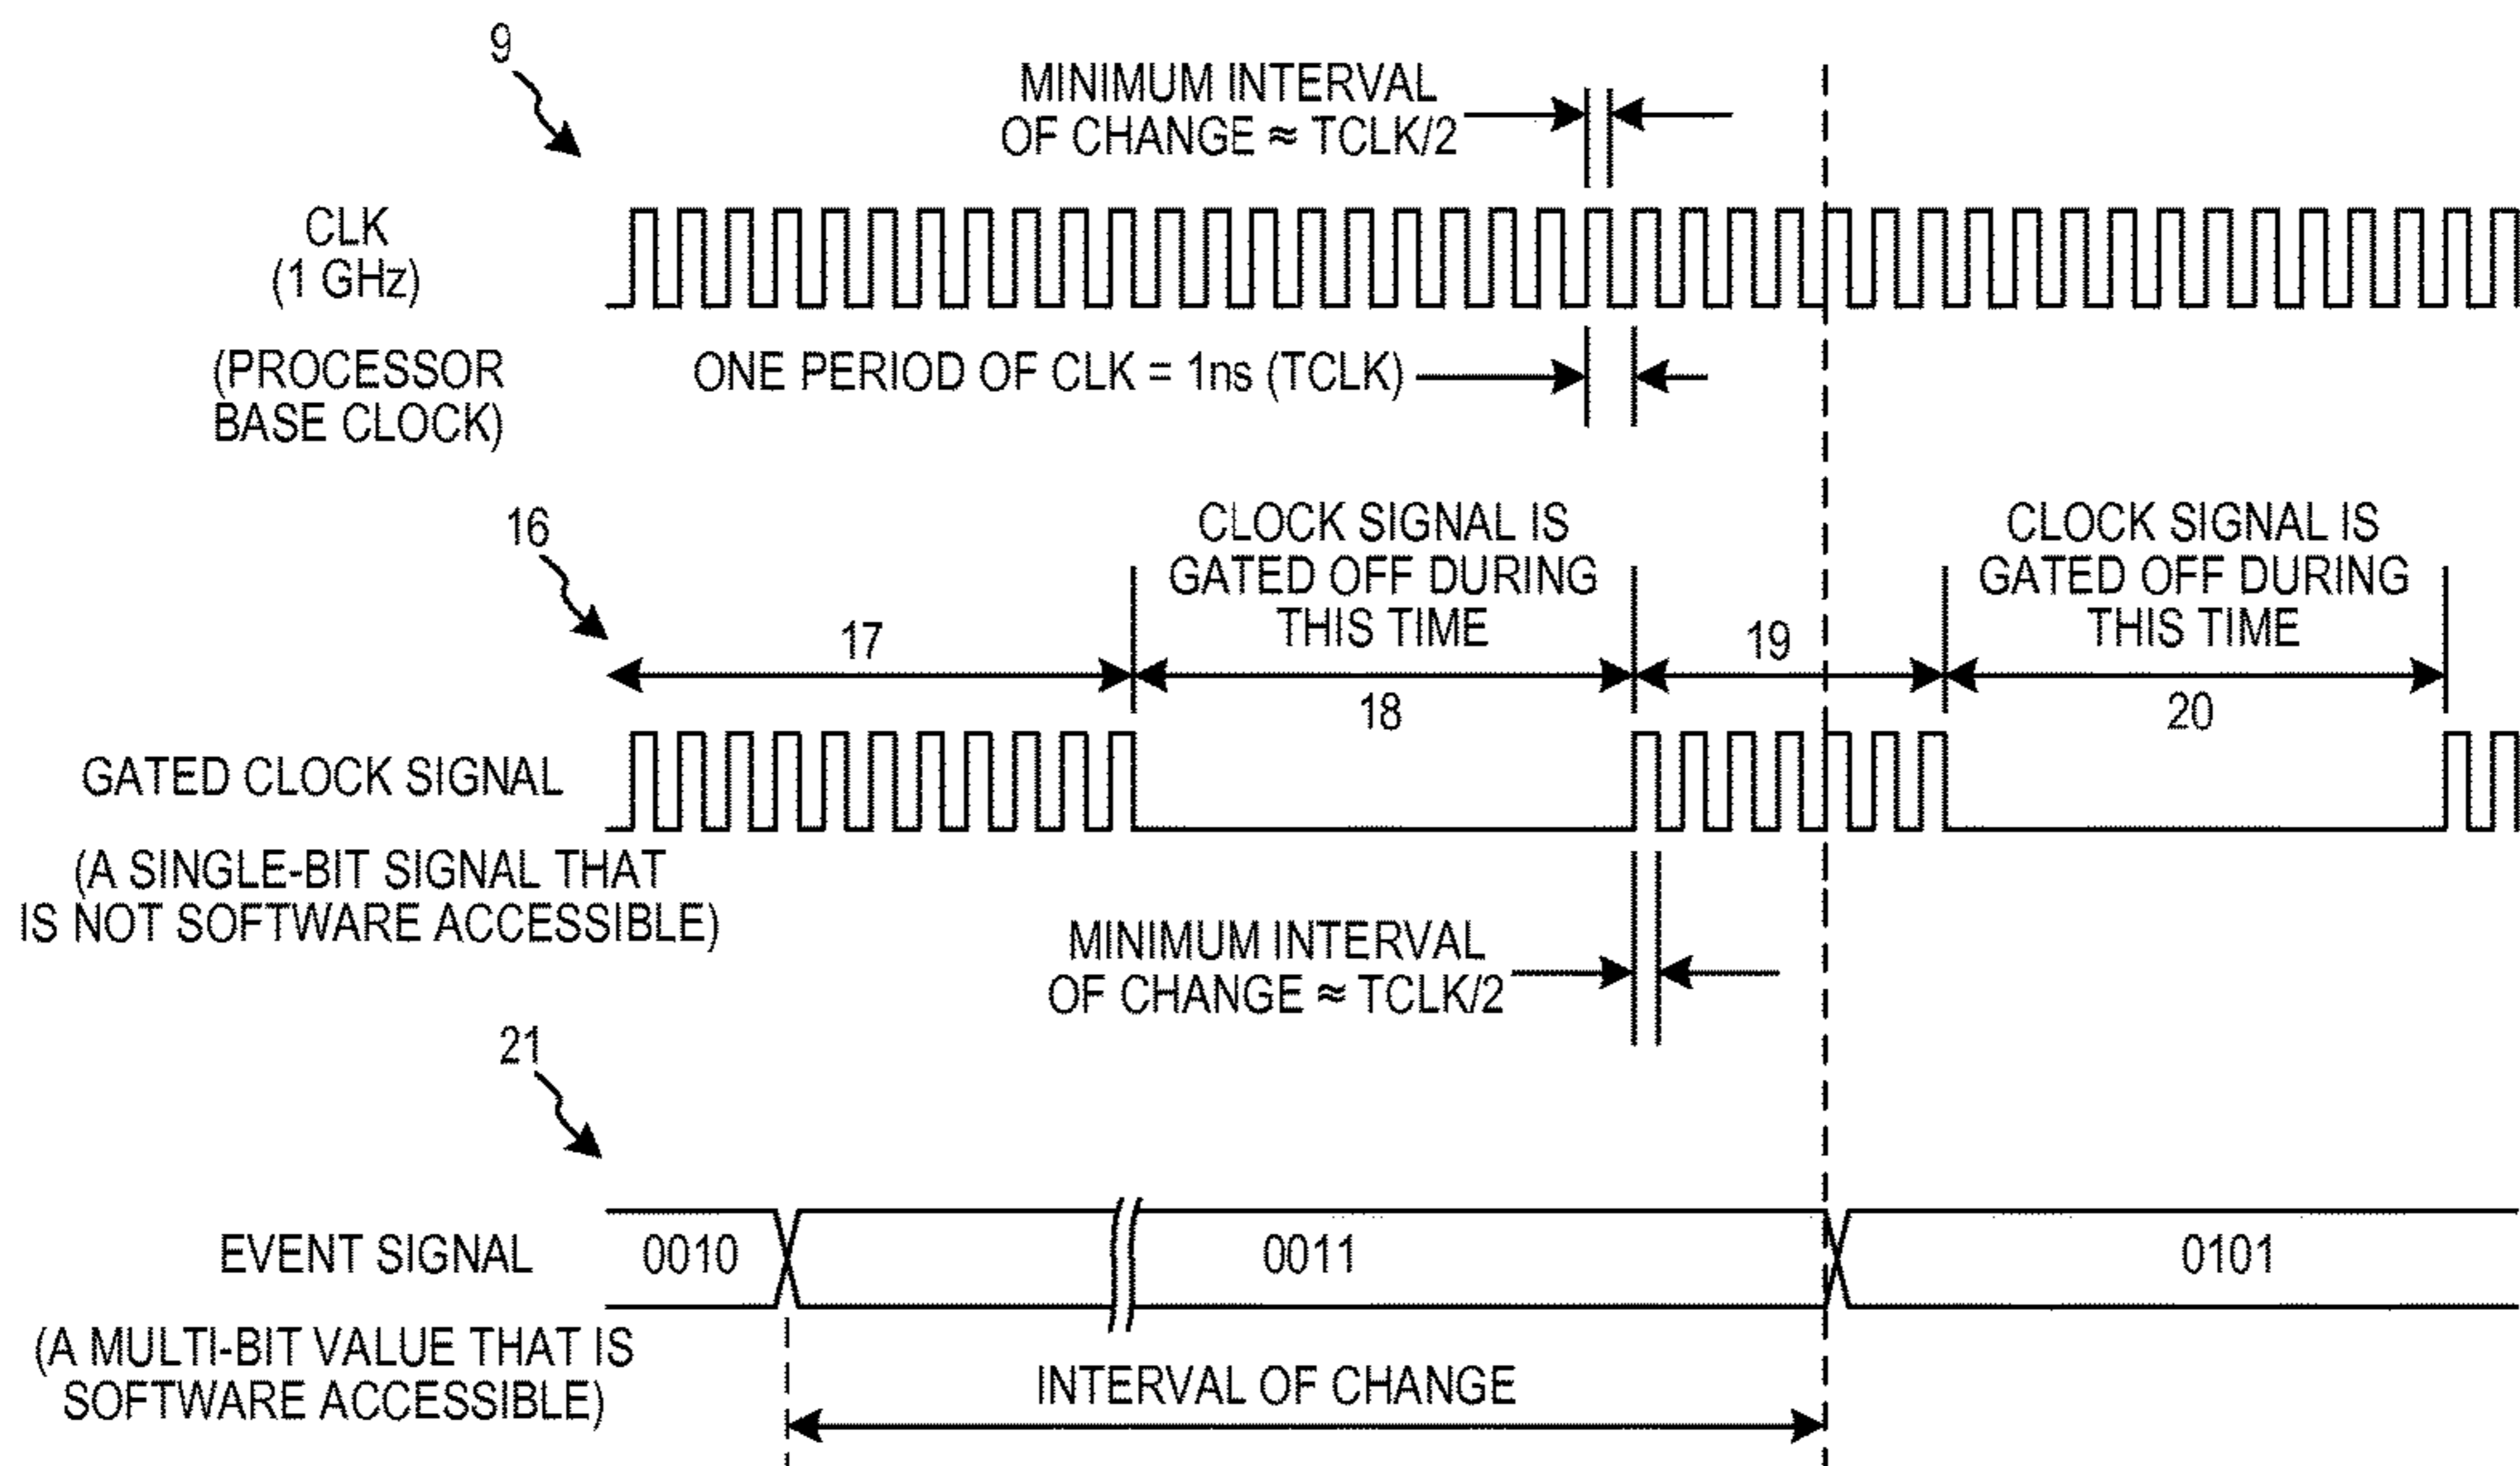 9
MINIMUM INTERVAL
OF CHANGE ≈ TCLK/2
CLK
(1 GHz)
(PROCESSOR
BASE CLOCK)
ONE PERIOD OF CLK = 1ns (TCLK)
16
CLOCK SIGNAL IS
GATED OFF DURING
THIS TIME
CLOCK SIGNAL IS
GATED OFF DURING
THIS TIME
17
18
19
20
GATED CLOCK SIGNAL
(A SINGLE-BIT SIGNAL THAT
IS NOT SOFTWARE ACCESSIBLE)
MINIMUM INTERVAL
OF CHANGE ≈ TCLK/2
21
EVENT SIGNAL
0010
0011
0101
(A MULTI-BIT VALUE THAT IS
SOFTWARE ACCESSIBLE)
INTERVAL OF CHANGE